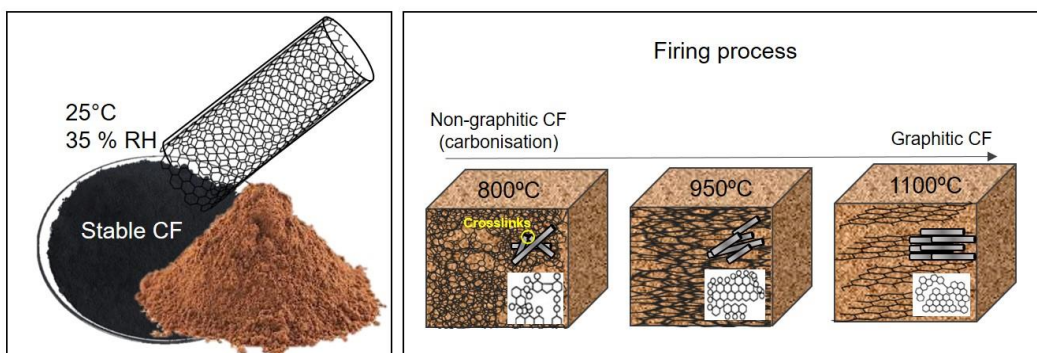 25°C
35 % RH
Stable CF
Firing process
Non-graphitic CF
(carbonisation)
Graphitic CF
800ºC
950ºC
1100ºC
Crosslinks